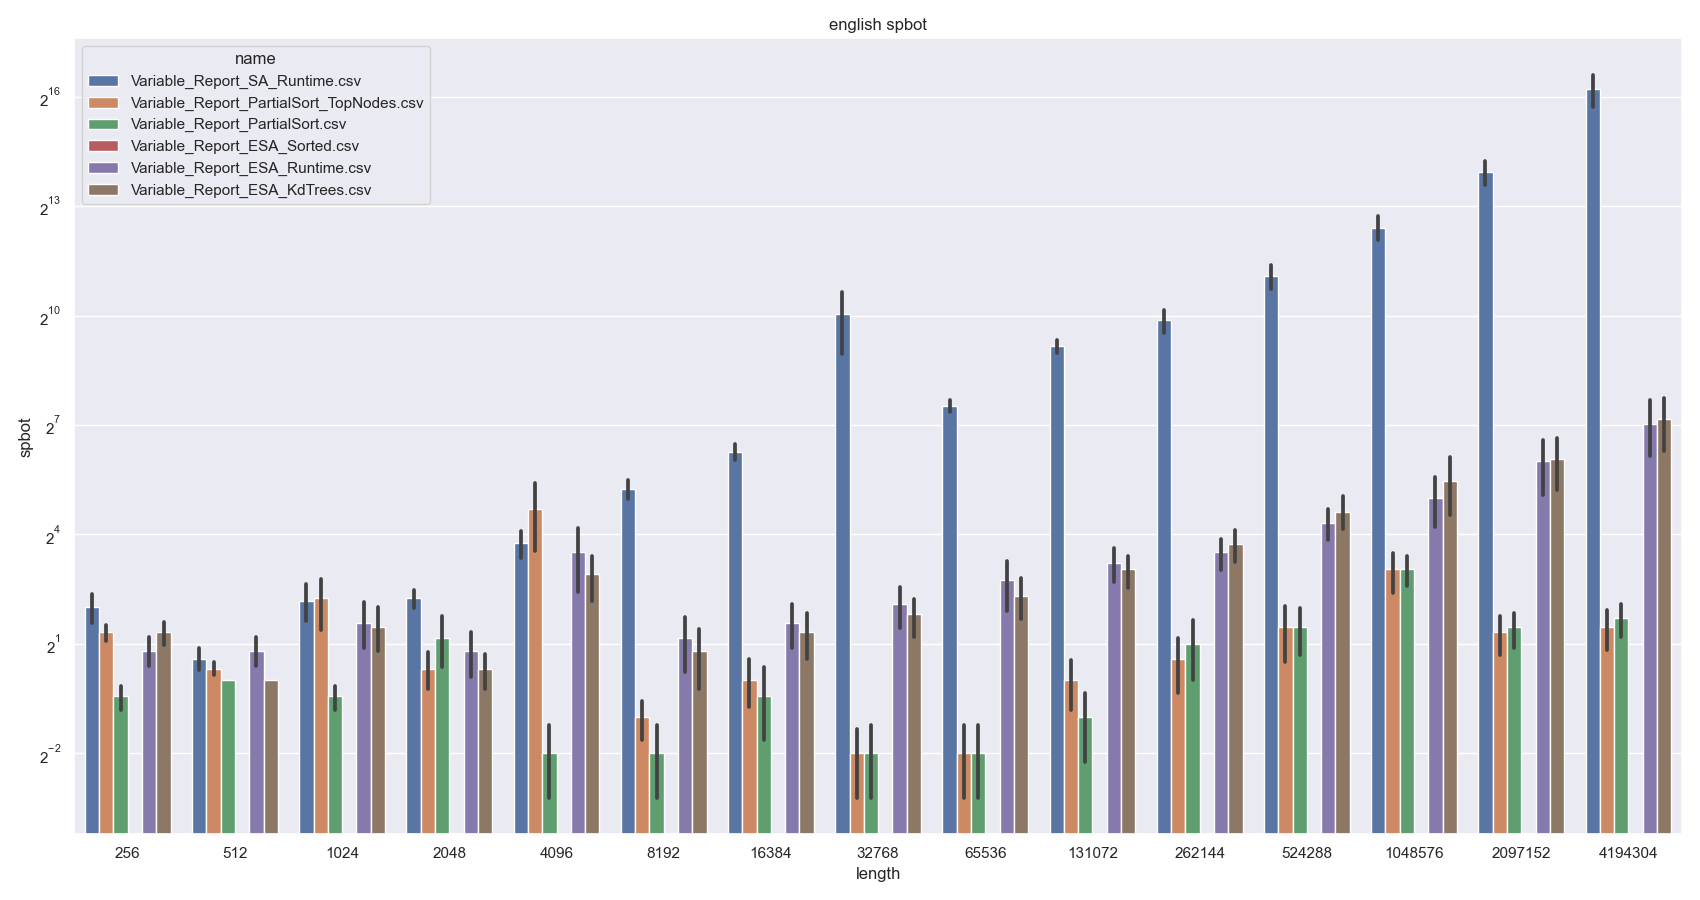 english spbot
name
Variable_Report_SA_Runtime.csv
Variable_Report_PartialSort_TopNodes.csv
Variable_Report_PartialSort.csv
Variable_Report_ESA_Sorted.csv
Variable_Report_ESA_Runtime.csv
Variable_Report_ESA_KdTrees.csv
2^16
2^13
2^10
2^7
2^4
2^1
2^−2
spbot
256 512 1024 2048 4096 8192 16384 32768 65536 131072 262144 524288 1048576 2097152 4194304
length